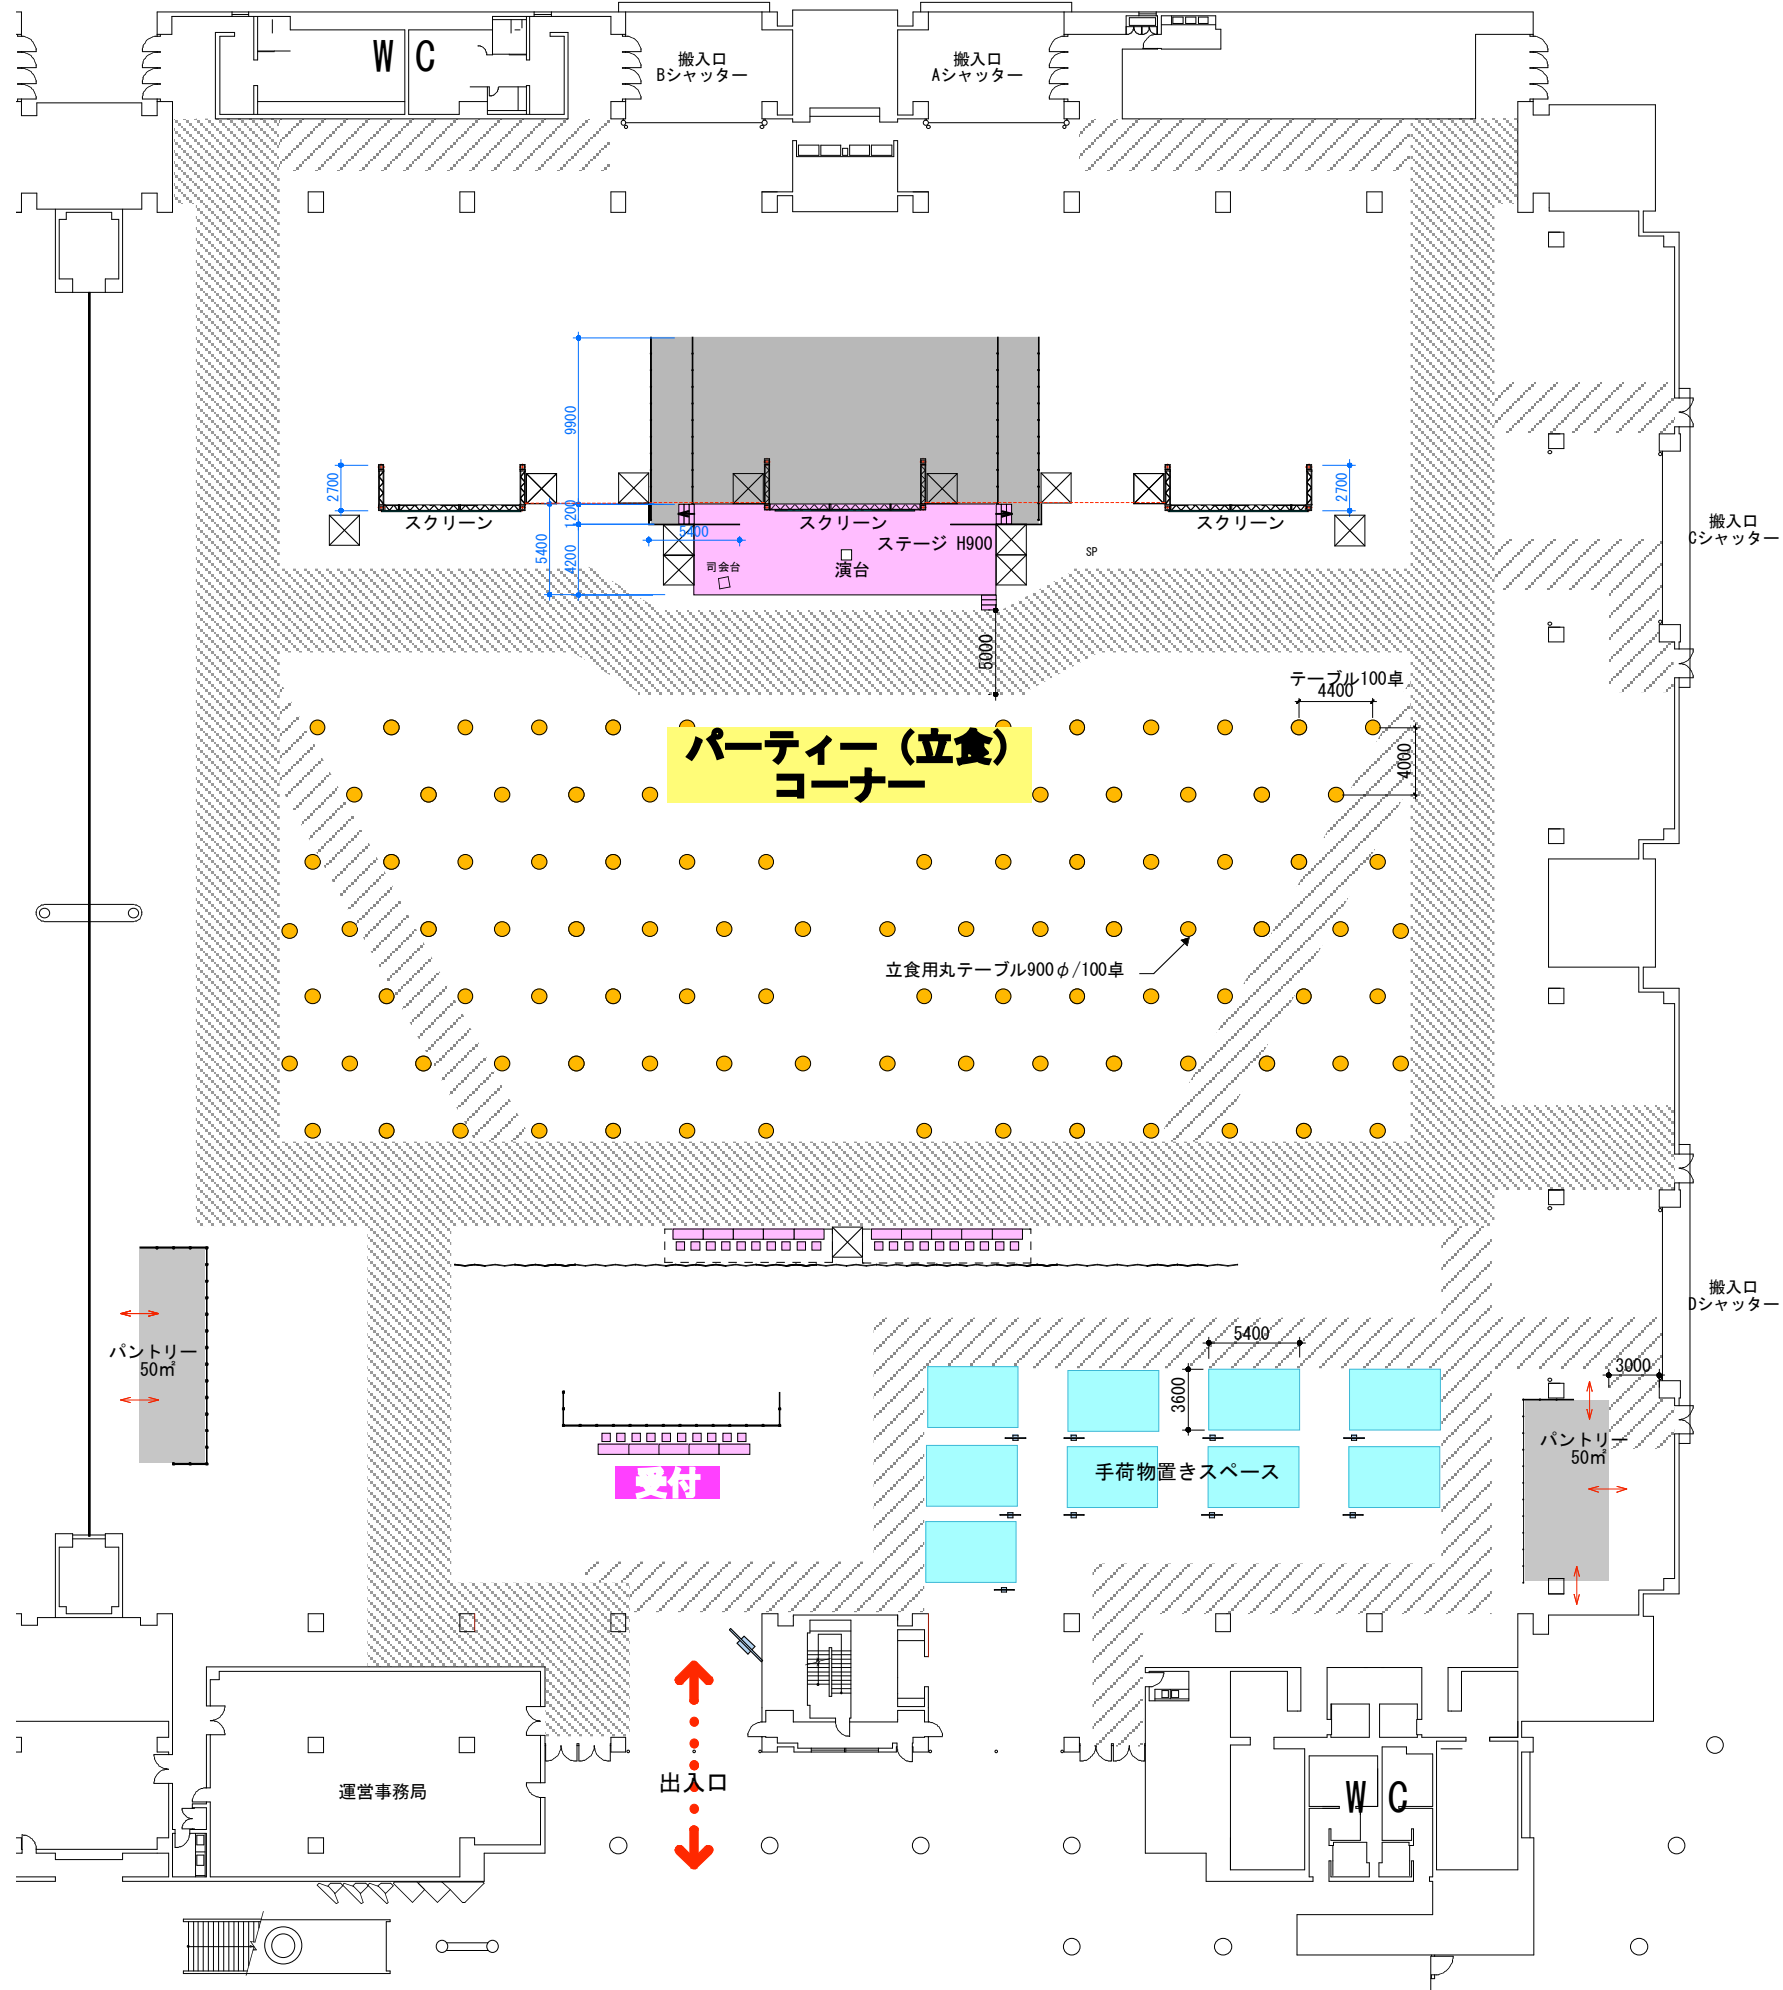 W C
搬入口
Bシャッター
搬入口
Aシャッター
9900
2700
2700
1200
5400
5400
4200
スクリーン
スクリーン
スクリーン
ステージ H900
司会台
演台
SP
搬入口
Cシャッター
5000
テーブル100卓
4400
4000
パーティー（立食）
コーナー
立食用丸テーブル900φ/100卓
搬入口
Dシャッター
パントリー
50㎡
5400
3600
3000
手荷物置きスペース
パントリー
50㎡
受付
運営事務局
出入口
W C